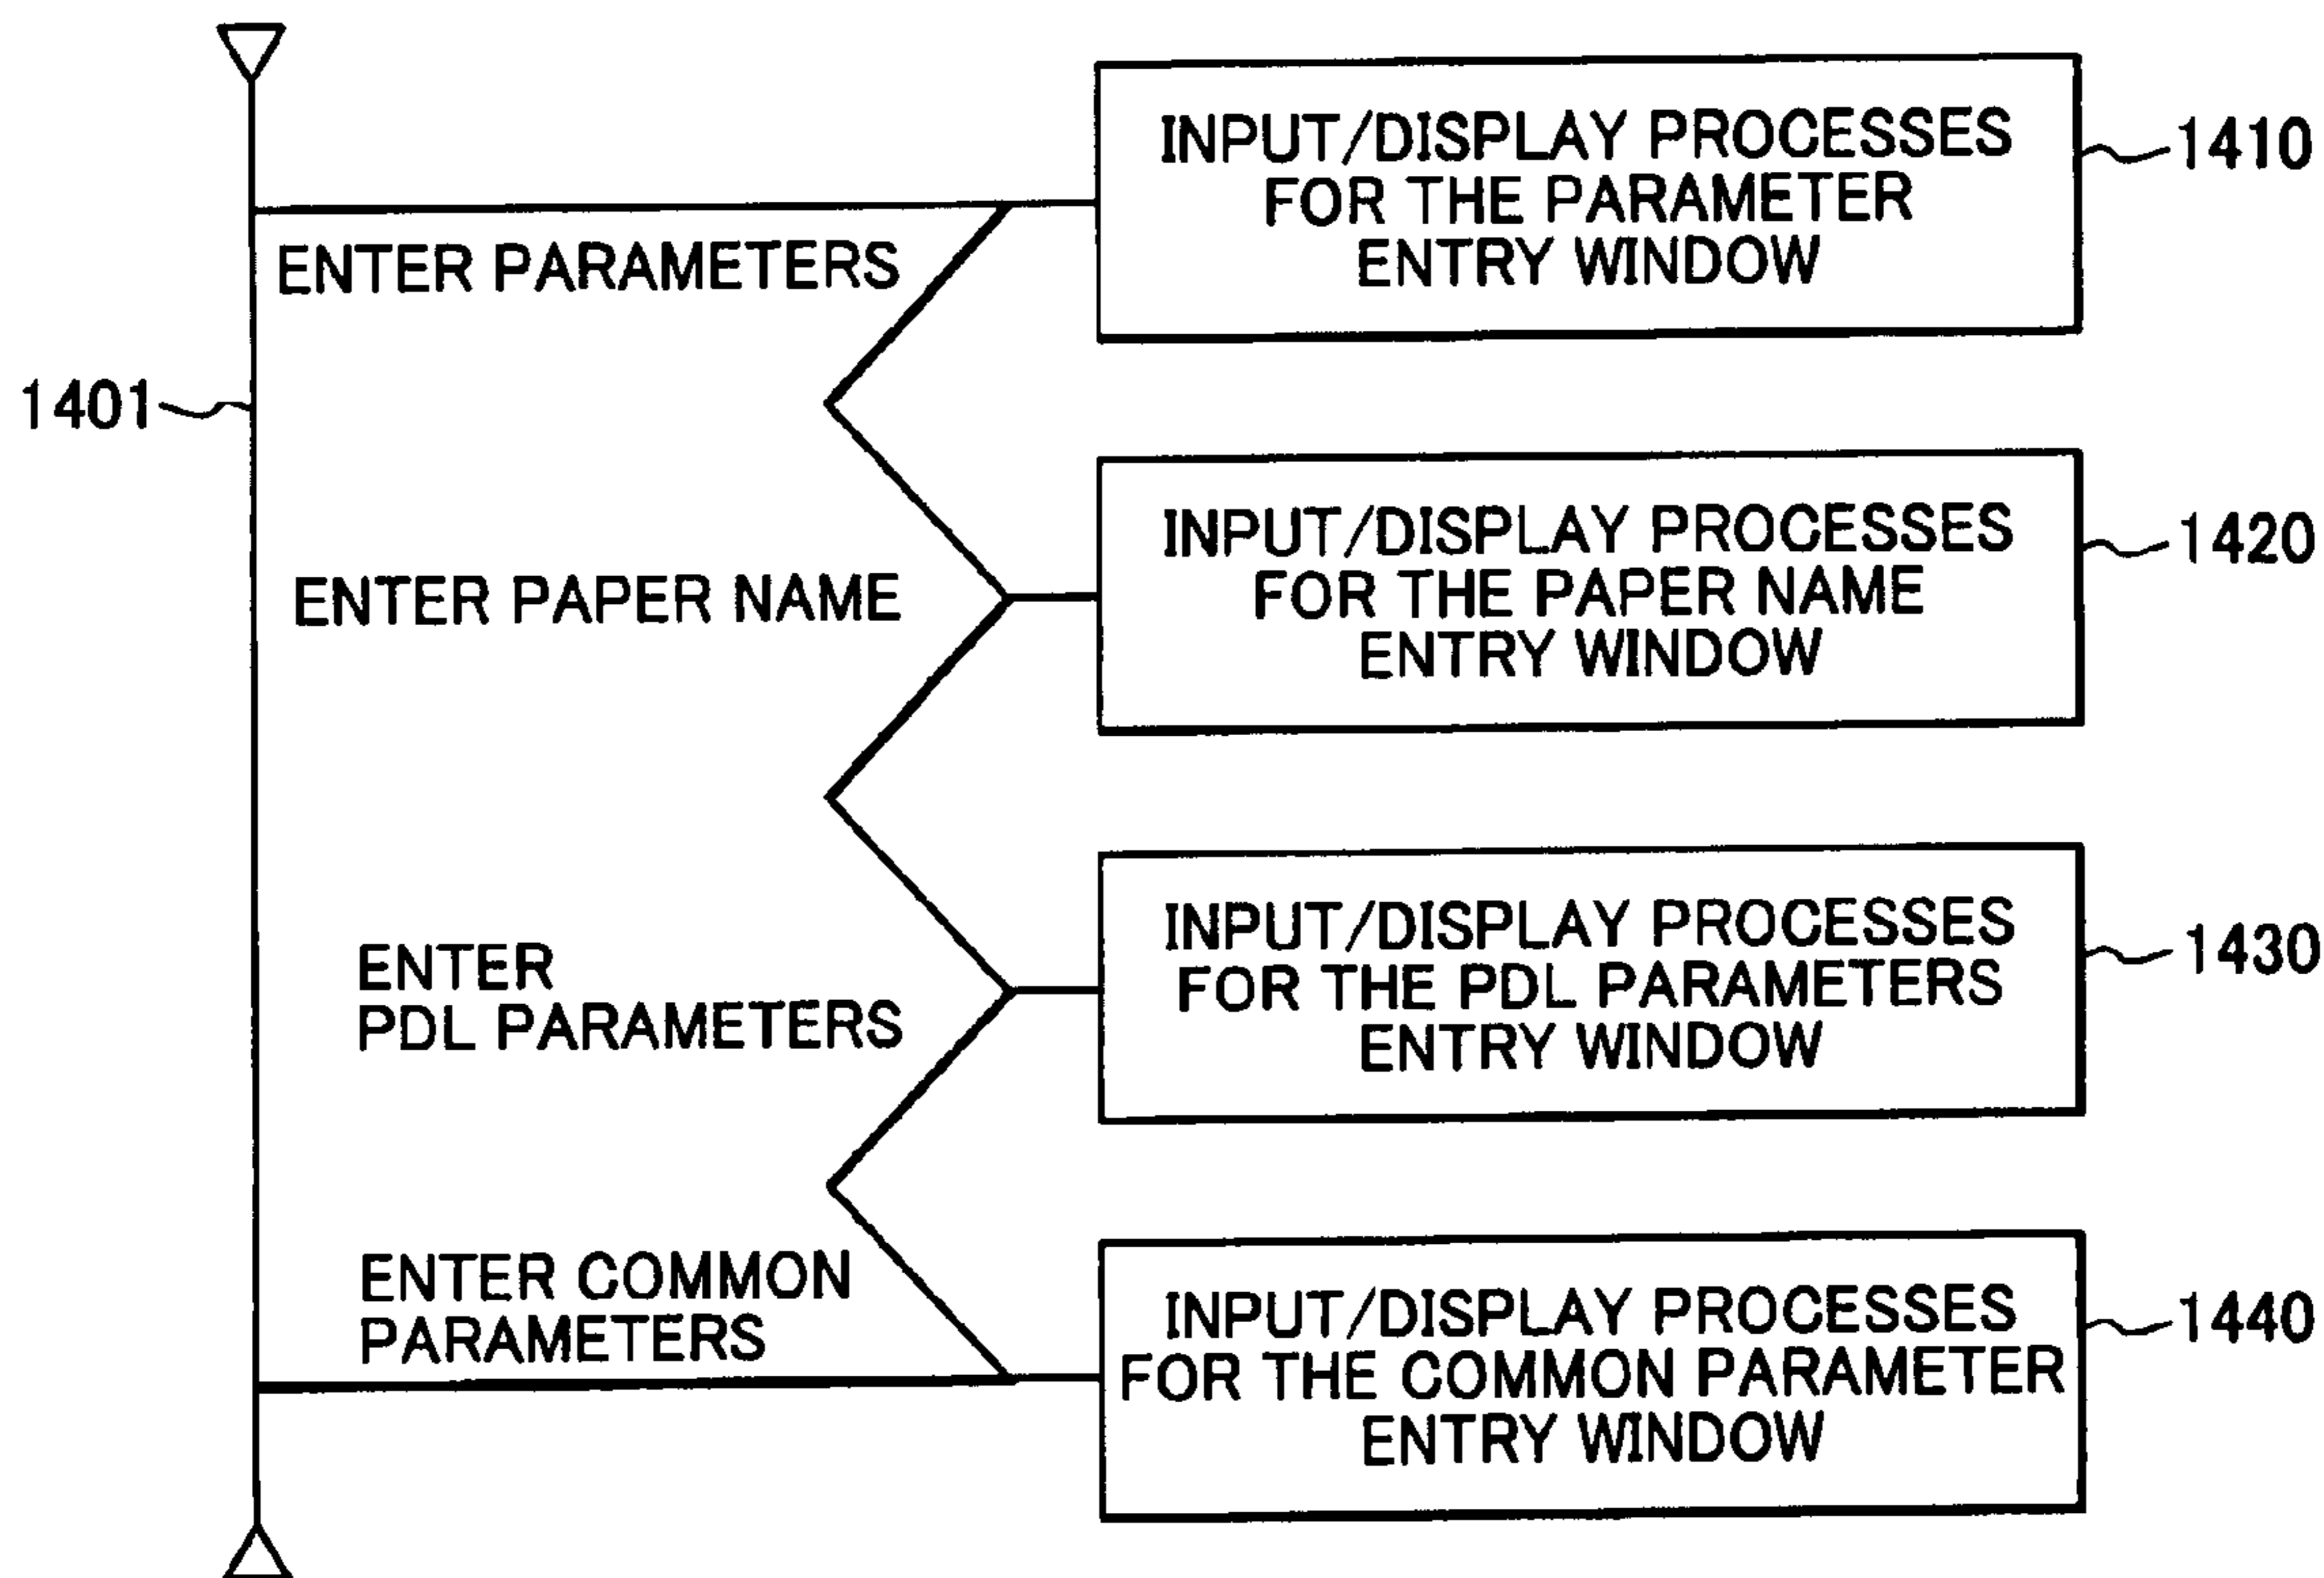 INPUT/DISPLAY PROCESSES
FOR THE PARAMETER
ENTRY WINDOW
1410
ENTER PARAMETERS
1401
INPUT/DISPLAY PROCESSES
FOR THE PAPER NAME
ENTRY WINDOW
1420
ENTER PAPER NAME
INPUT/DISPLAY PROCESSES
FOR THE PDL PARAMETERS
ENTRY WINDOW
1430
ENTER
PDL PARAMETERS
INPUT/DISPLAY PROCESSES
FOR THE COMMON PARAMETER
ENTRY WINDOW
1440
ENTER COMMON
PARAMETERS